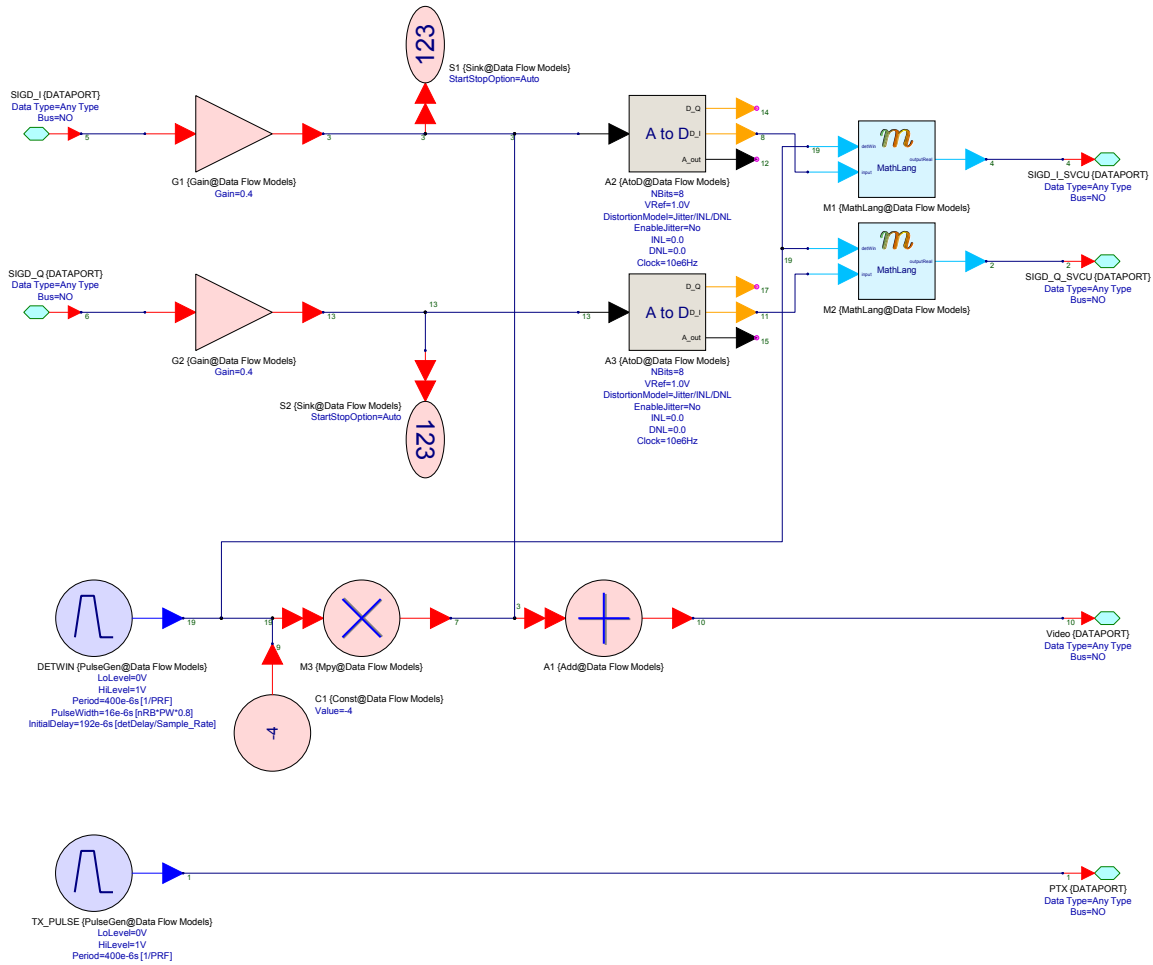 123
S1 {Sink@Data Flow Models}
StartStopOption=Auto
SIGD_I {DATAPORT}
Data Type=Any Type
Bus=NO
5
3
3
3
G1 {Gain@Data Flow Models}
Gain=0.4
D_Q
14
A to D
D_I
8
A_out
12
A2 {AtoD@Data Flow Models}
NBits=8
VRef=1.0V
DistortionModel=Jitter/INL/DNL
EnableJitter=No
INL=0.0
DNL=0.0
Clock=10e6Hz
19
m
detWin
outputReal
MathLang
input
4
4
M1 {MathLang@Data Flow Models}
SIGD_I_SVCU {DATAPORT}
Data Type=Any Type
Bus=NO
m
detWin
outputReal
MathLang
input
19
2
2
M2 {MathLang@Data Flow Models}
SIGD_Q_SVCU {DATAPORT}
Data Type=Any Type
Bus=NO
SIGD_Q {DATAPORT}
Data Type=Any Type
Bus=NO
6
13
13
13
G2 {Gain@Data Flow Models}
Gain=0.4
D_Q
17
A to D
D_I
11
A_out
15
A3 {AtoD@Data Flow Models}
NBits=8
VRef=1.0V
DistortionModel=Jitter/INL/DNL
EnableJitter=No
INL=0.0
DNL=0.0
Clock=10e6Hz
S2 {Sink@Data Flow Models}
StartStopOption=Auto
123
19
19
7
3
10
10
DETWIN {PulseGen@Data Flow Models}
LoLevel=0V
HiLevel=1V
Period=400e-6s [1/PRF]
PulseWidth=16e-6s [nRB*PW*0.8]
InitialDelay=192e-6s [detDelay/Sample_Rate]
M3 {Mpy@Data Flow Models}
A1 {Add@Data Flow Models}
Video {DATAPORT}
Data Type=Any Type
Bus=NO
9
C1 {Const@Data Flow Models}
Value=-4
-4
1
1
TX_PULSE {PulseGen@Data Flow Models}
LoLevel=0V
HiLevel=1V
Period=400e-6s [1/PRF]
PTX {DATAPORT}
Data Type=Any Type
Bus=NO